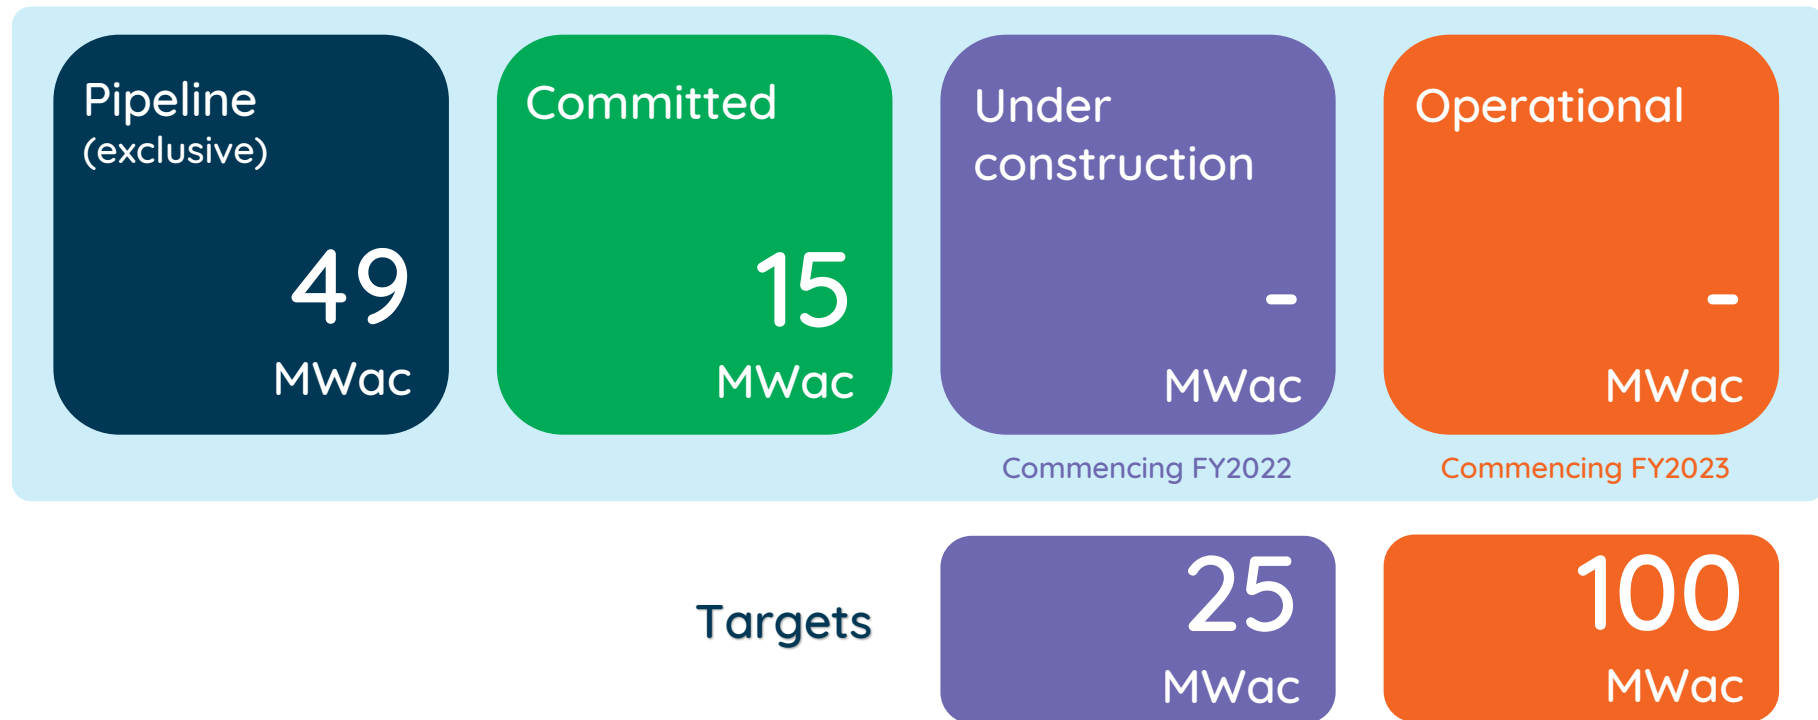 Pipeline
(exclusive)
49
MWac
Committed
15
MWac
Under
construction
-
MWac
Commencing FY2022
Operational
-
MWac
Commencing FY2023
Targets
25
MWac
100
MWac